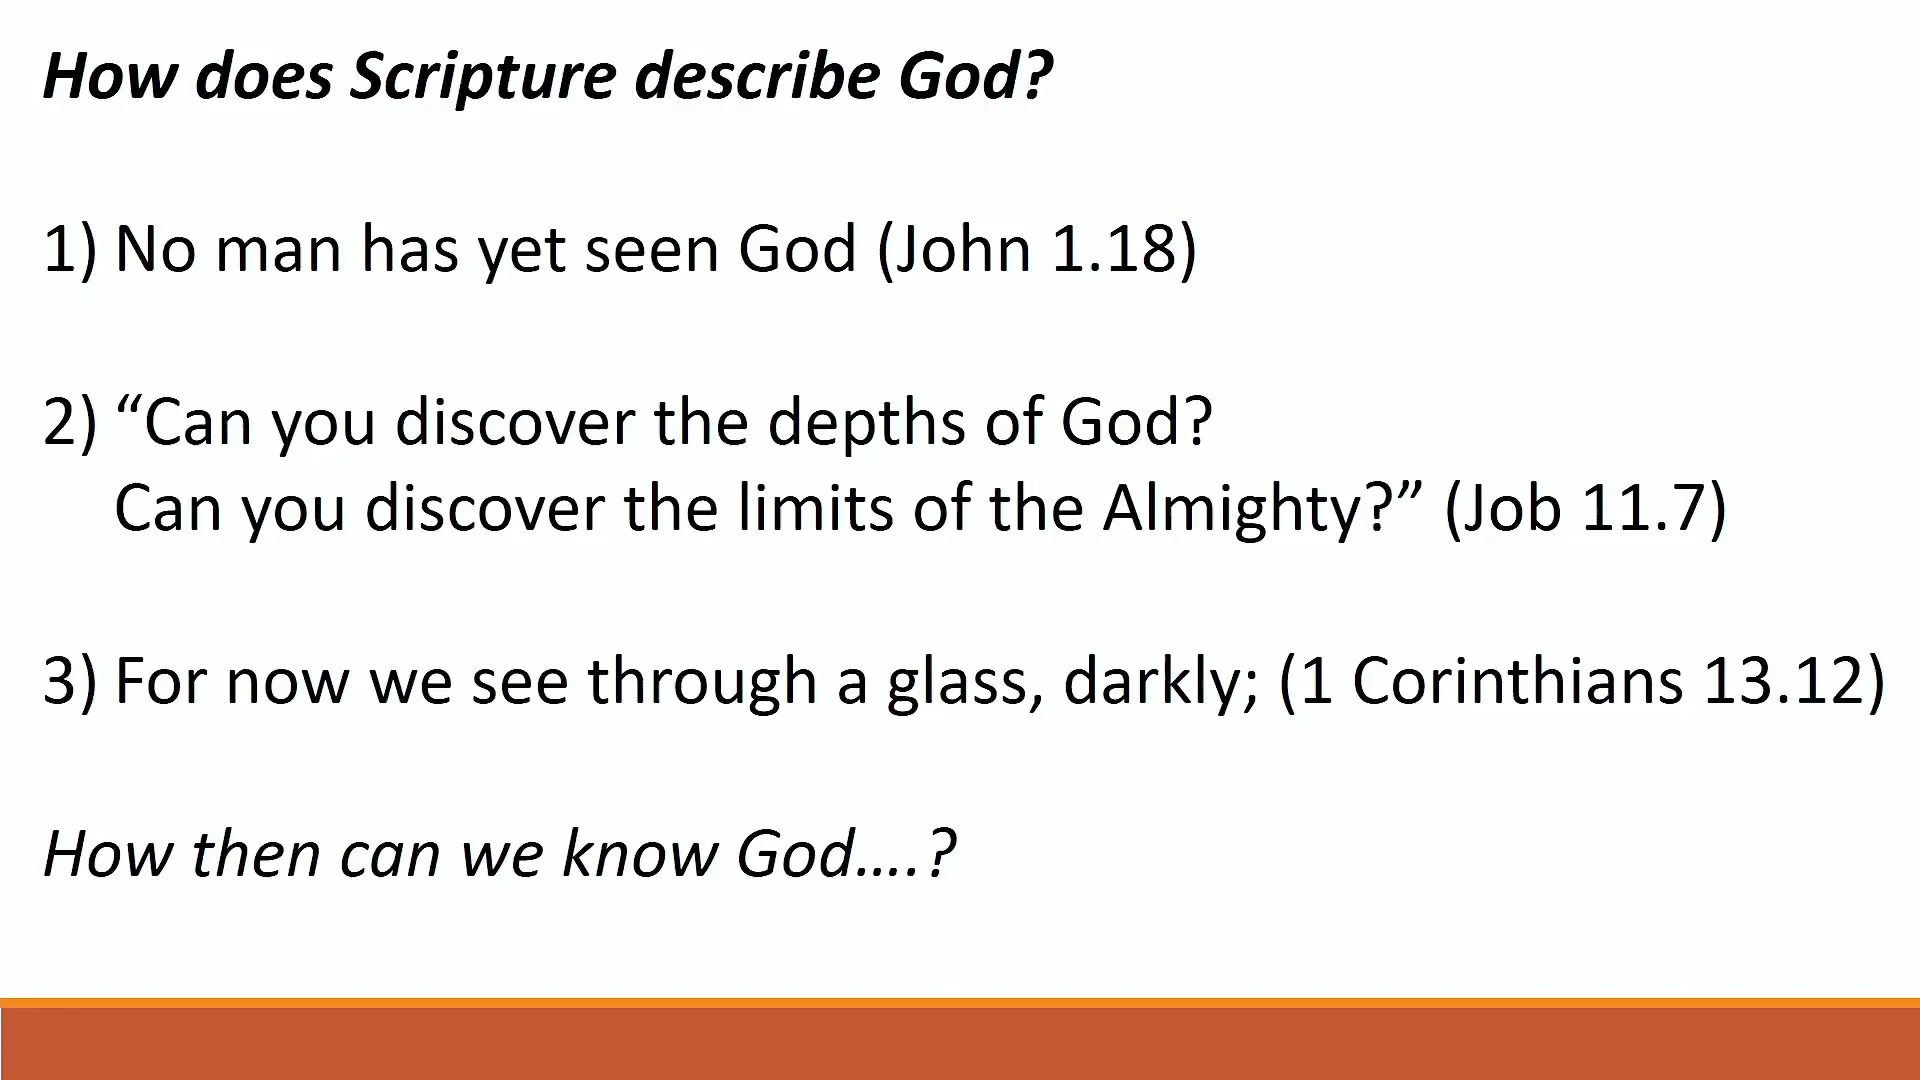 How does Scripture describe God?
1) No man has yet seen God (John 1.18)
2) “Can you discover the depths of God?
Can you discover the limits of the Almighty?” (Job 11.7)
3) For now we see through a glass, darkly; (1 Corinthians 13.12)
How then can we know God….?